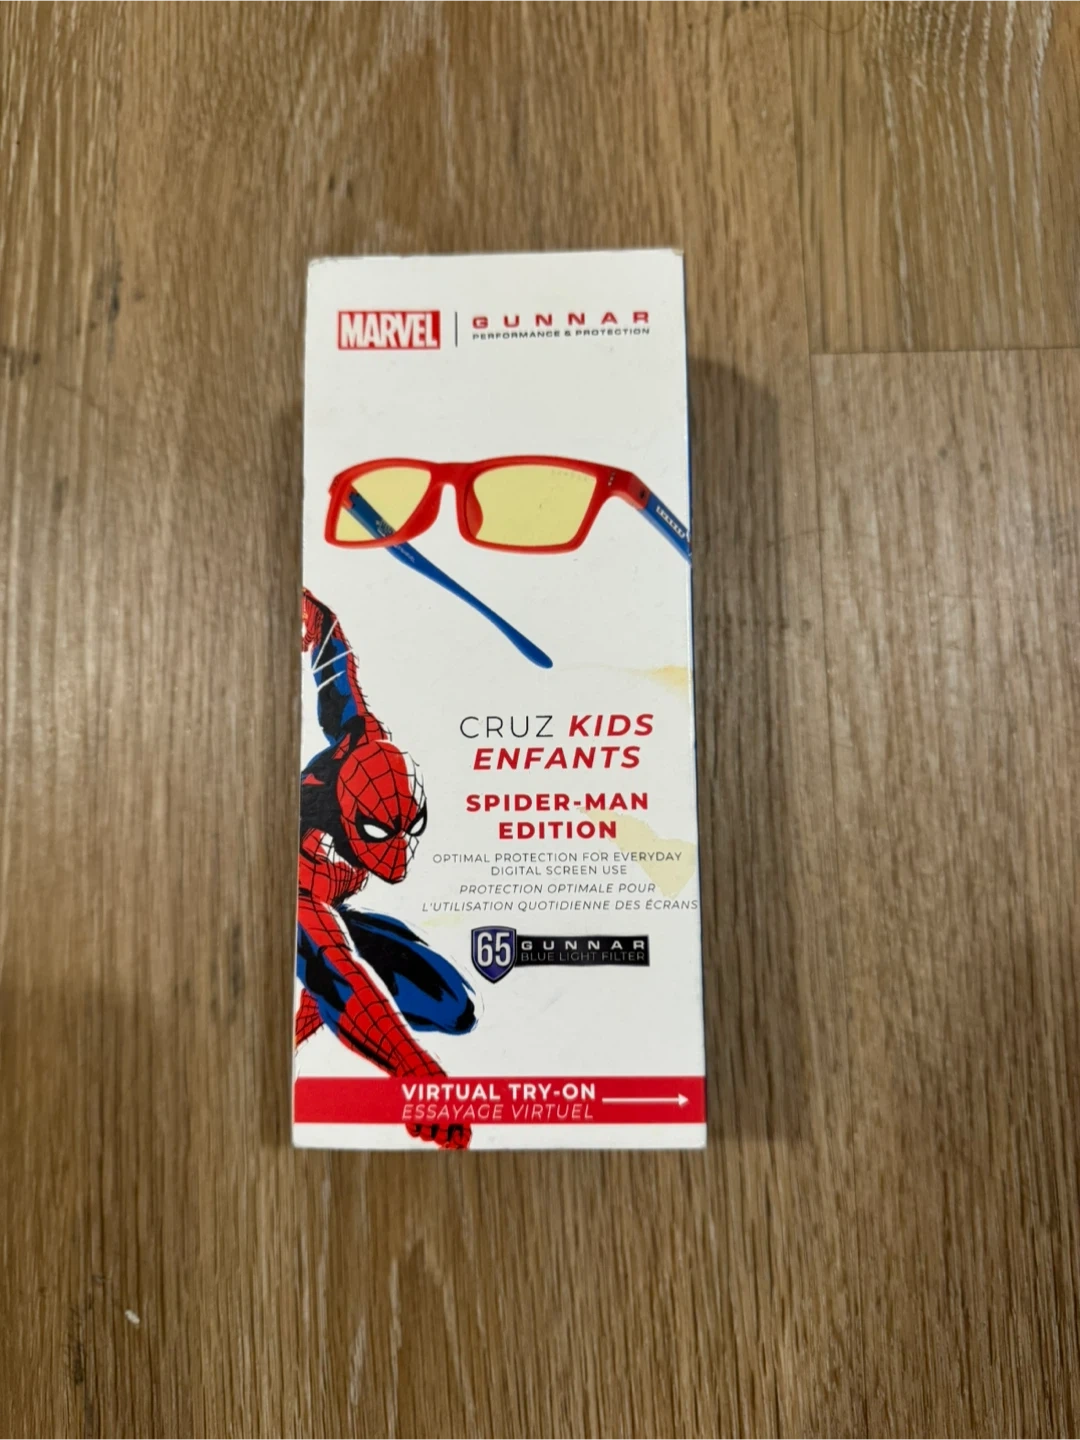 MARVEL | GUNNAR
PERFORMANCE & PROTECTION
CRUZ KIDS
ENFANTS
SPIDER-MAN
EDITION
OPTIMAL PROTECTION FOR EVERYDAY
DIGITAL SCREEN USE
PROTECTION OPTIMALE POUR
L'UTILISATION QUOTIDIENNE DES ÉCRANS
65 GUNNAR
BLUE LIGHT FILTER
VIRTUAL TRY-ON
ESSAYAGE VIRTUEL